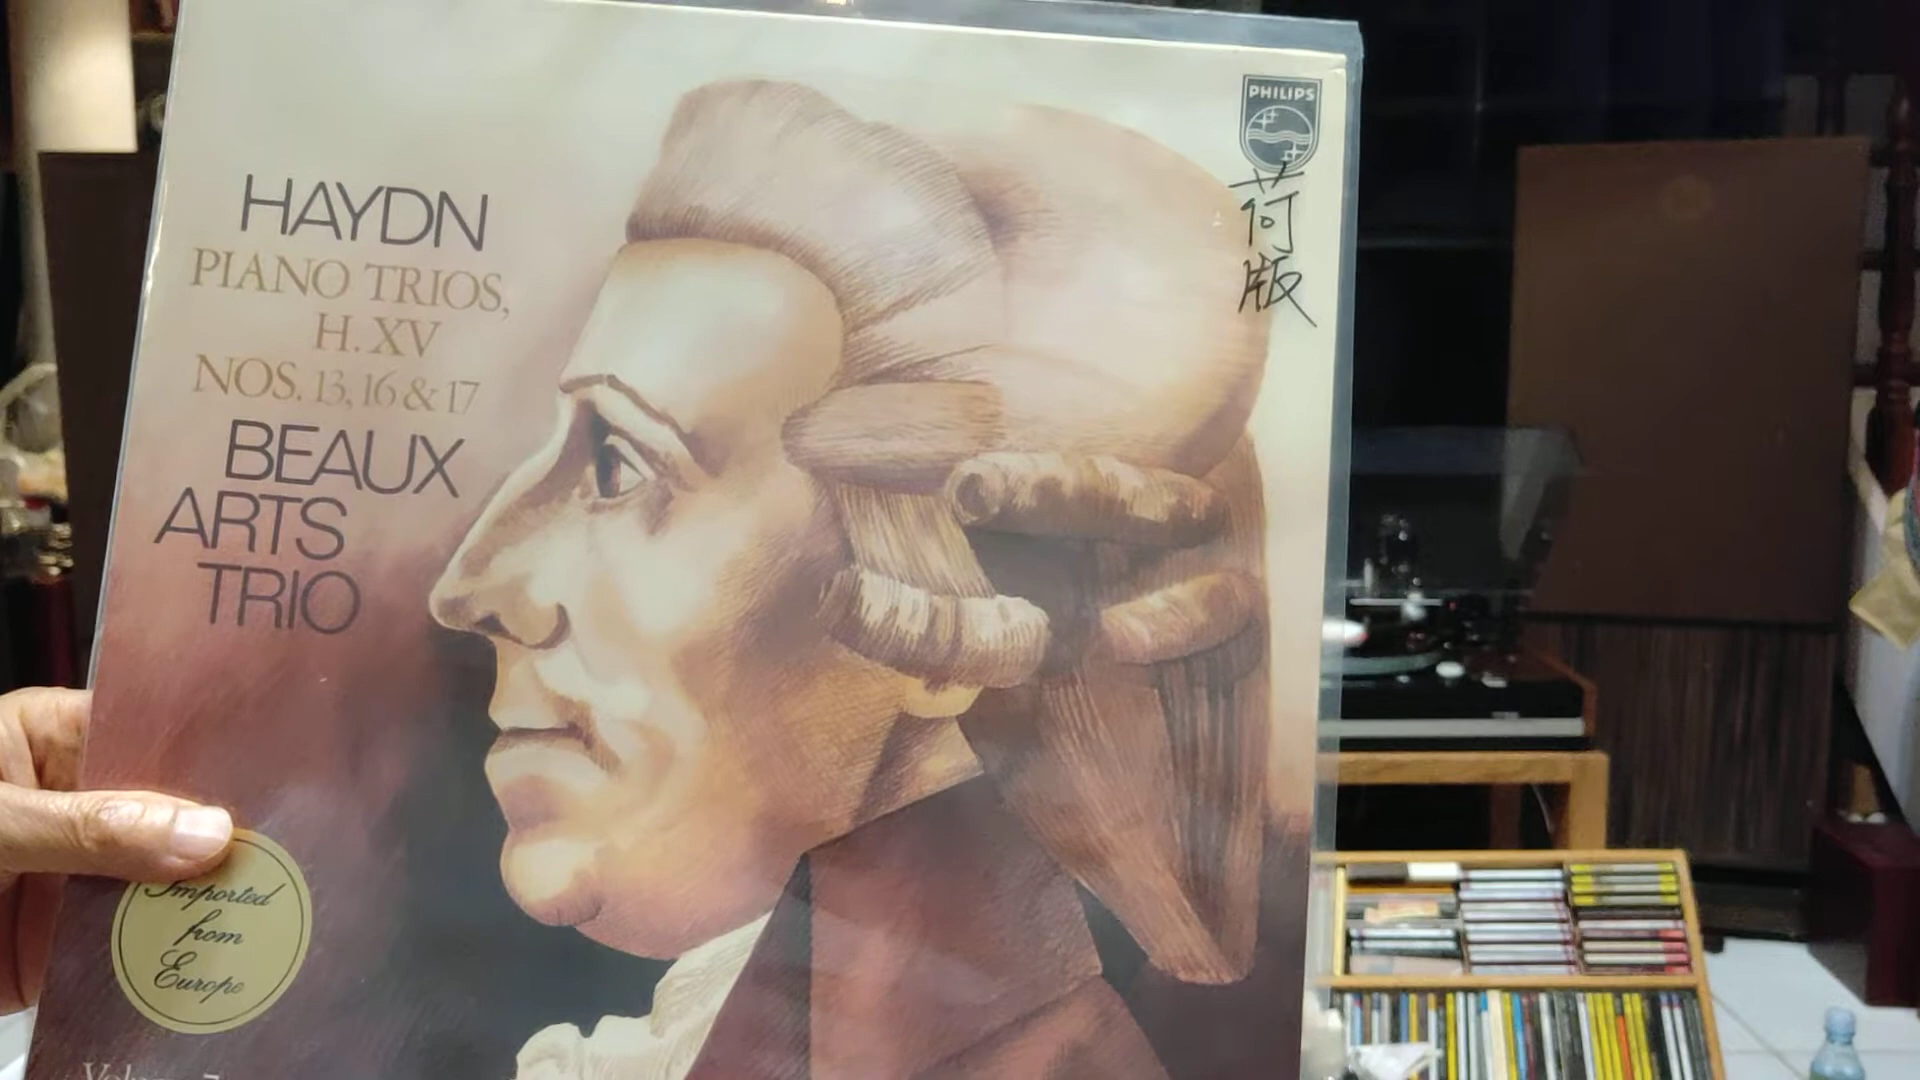 PHILIPS
荷
版
HAYDN
PIANO TRIOS,
H.XV
NOS. 13, 16 & 17
BEAUX
ARTS
TRIO
Imported
from
Europe